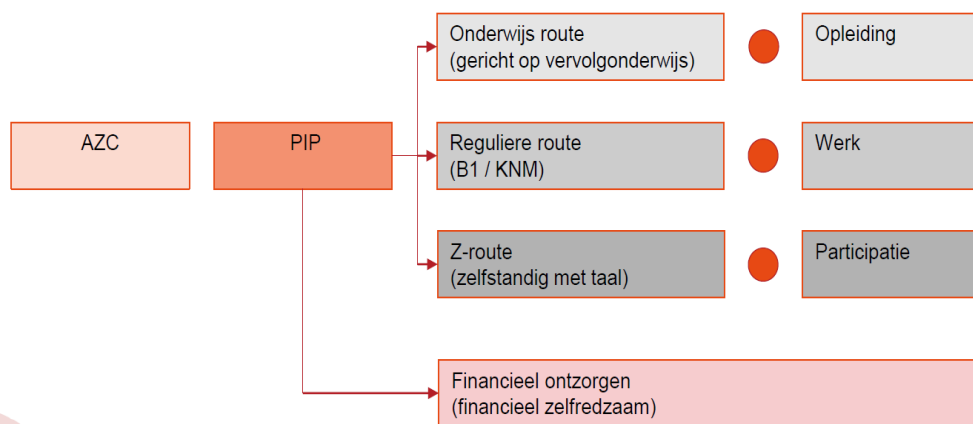 Onderwijs route
(gericht op vervolgonderwijs)
Opleiding
AZC
PIP
Reguliere route
(B1 / KNM)
Werk
Z-route
(zelfstandig met taal)
Participatie
Financieel ontzorgen
(financieel zelfredzaam)